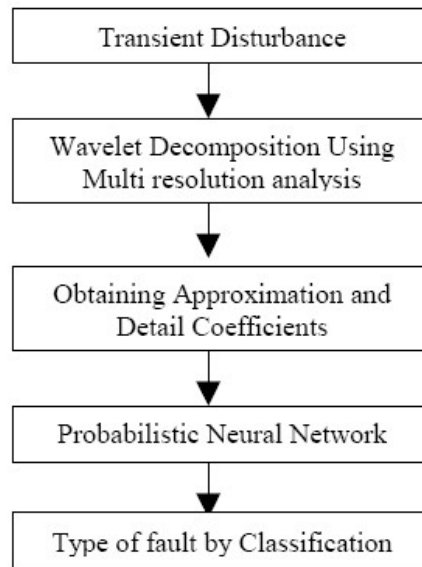 Transient Disturbance
Wavelet Decomposition Using
Multi resolution analysis
Obtaining Approximation and
Detail Coefficients
Probabilistic Neural Network
Type of fault by Classification